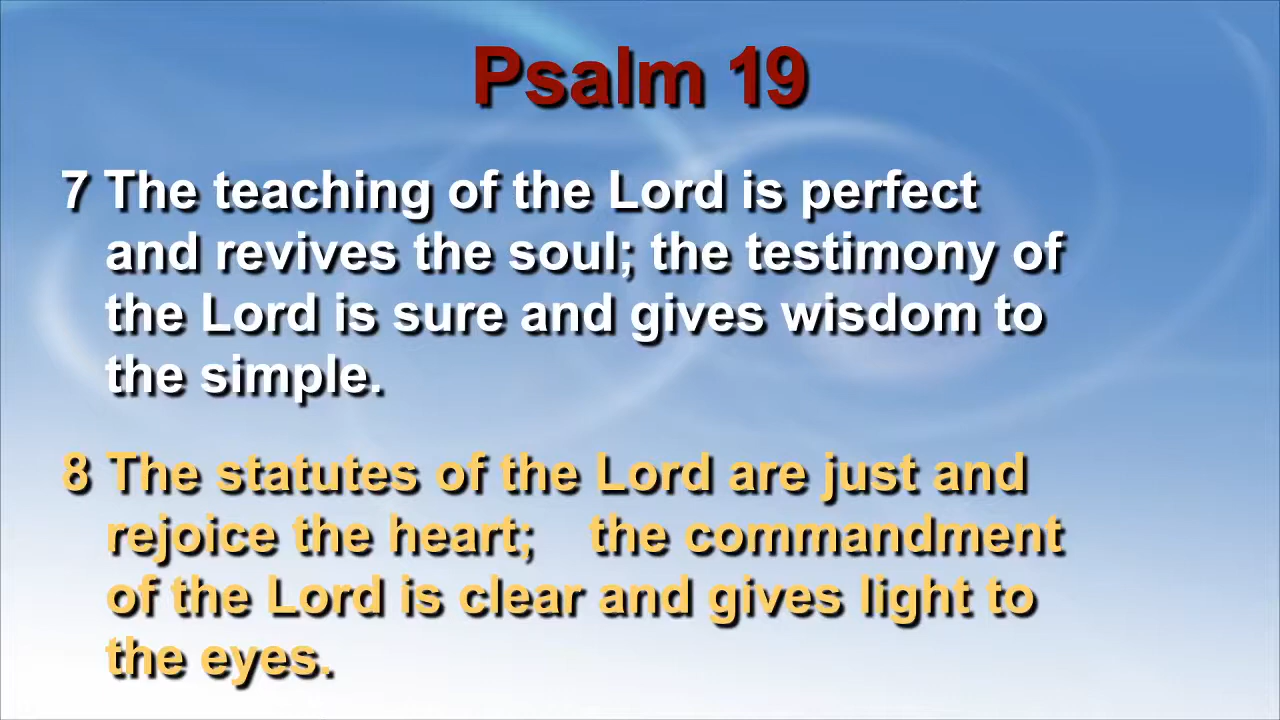 Psalm 19
7 The teaching of the Lord is perfect
and revives the soul; the testimony of
the Lord is sure and gives wisdom to
the simple.
8 The statutes of the Lord are just and
rejoice the heart; the commandment
of the Lord is clear and gives light to
the eyes.